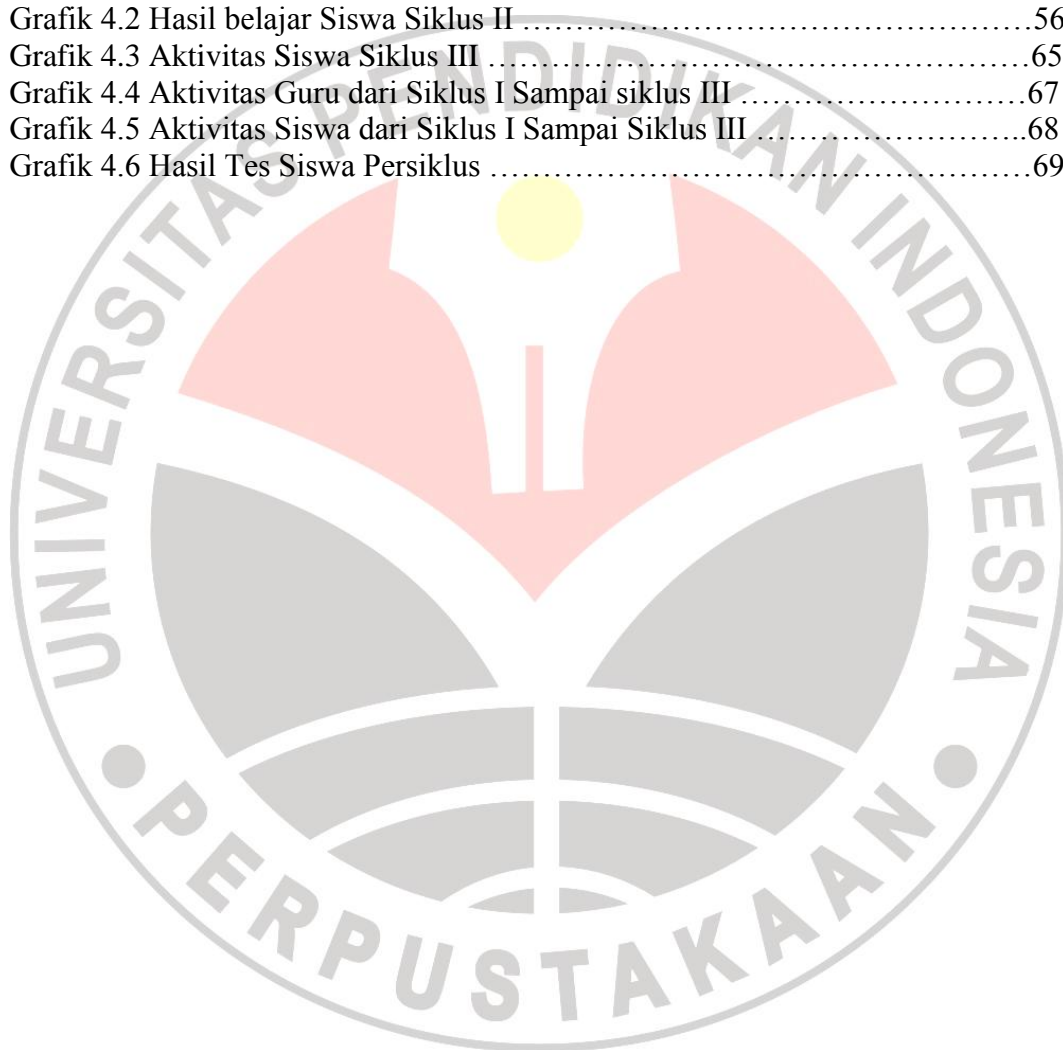 Grafik 4.2 Hasil belajar Siswa Siklus II ……………………………………………56
Grafik 4.3 Aktivitas Siswa Siklus III ………………………………………………65
Grafik 4.4 Aktivitas Guru dari Siklus I Sampai siklus III …………………………67
Grafik 4.5 Aktivitas Siswa dari Siklus I Sampai Siklus III ………………………..68
Grafik 4.6 Hasil Tes Siswa Persiklus ………………………………………………69
UNIVERSITAS PENDIDIKAN INDONESIA
PERPUSTAKAAN